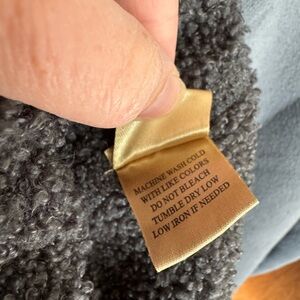 MACHINE WASH COLD
WITH LIKE COLORS
DO NOT BLEACH
TUMBLE DRY LOW
LOW IRON IF NEEDED